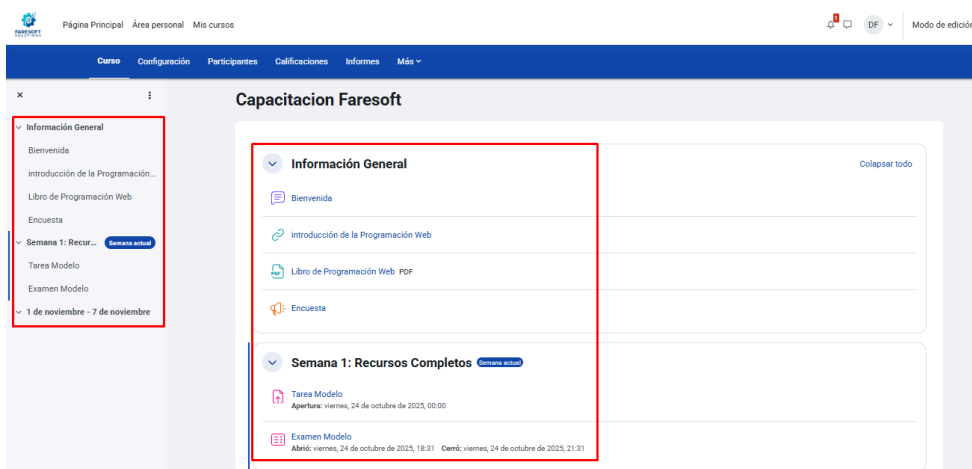 FARESOFT
SOLUTIONS
Página Principal Área personal Mis cursos
1
DF
Modo de edición
Curso Configuración Participantes Calificaciones Informes Más
Información General
Bienvenida
introducción de la Programación...
Libro de Programación Web
Encuesta
Semana 1: Recur... Semana actual
Tarea Modelo
Examen Modelo
1 de noviembre - 7 de noviembre
Capacitacion Faresoft
Información General
Colapsar todo
Bienvenida
introducción de la Programación Web
PDF
Libro de Programación Web PDF
Encuesta
Semana 1: Recursos Completos Semana actual
Tarea Modelo
Apertura: viernes, 24 de octubre de 2025, 00:00
Examen Modelo
Abrió: viernes, 24 de octubre de 2025, 18:31 Cerró: viernes, 24 de octubre de 2025, 21:31